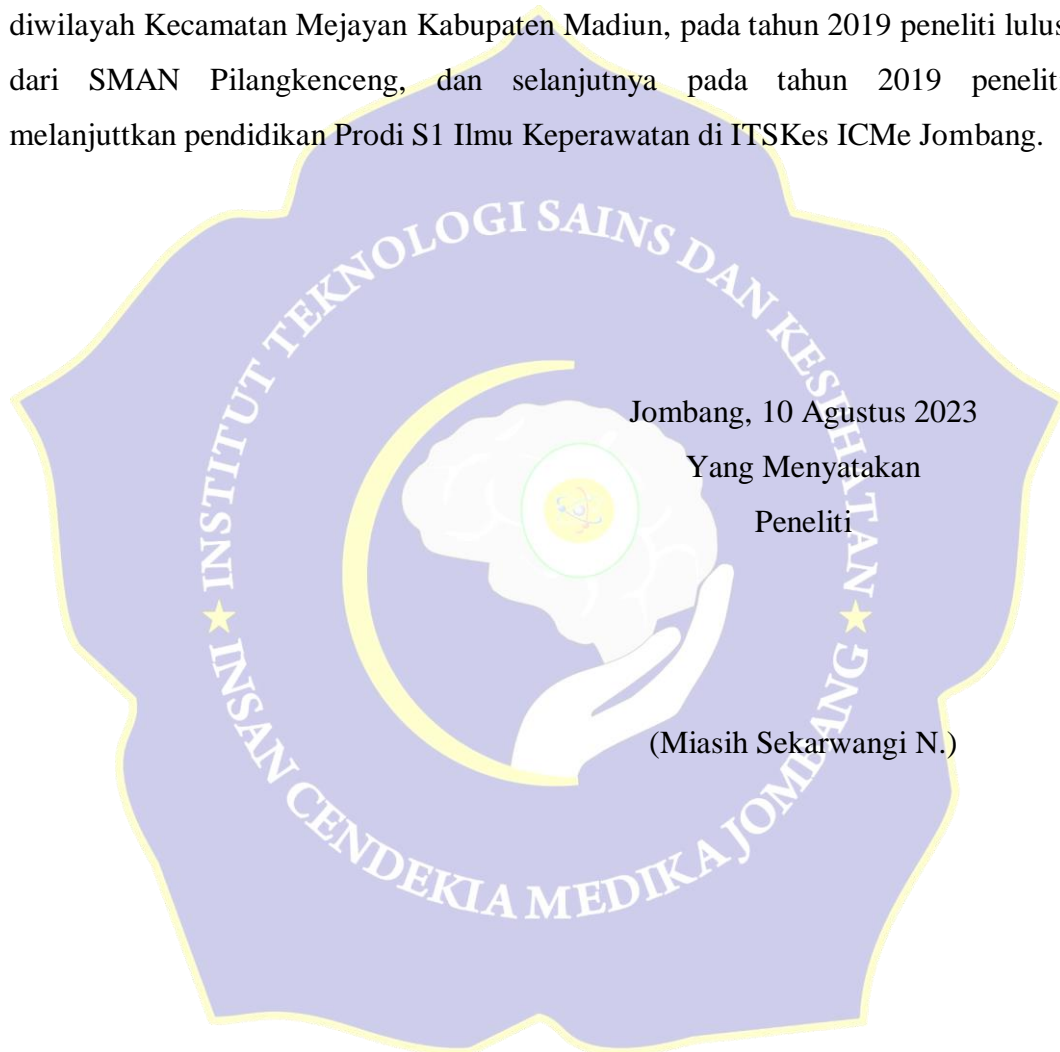 diwilayah Kecamatan Mejayan Kabupaten Madiun, pada tahun 2019 peneliti lulus
dari SMAN Pilangkenceng, dan selanjutnya pada tahun 2019 peneliti
melanjuttkan pendidikan Prodi S1 Ilmu Keperawatan di ITSKes ICMe Jombang.
INSTITUT TEKNOLOGI SAINS DAN KESEHATAN
Jombang, 10 Agustus 2023
Yang Menyatakan
Peneliti
(Miasih Sekarwangi N.)
INSAN CENDEKIA MEDIKA JOMBANG